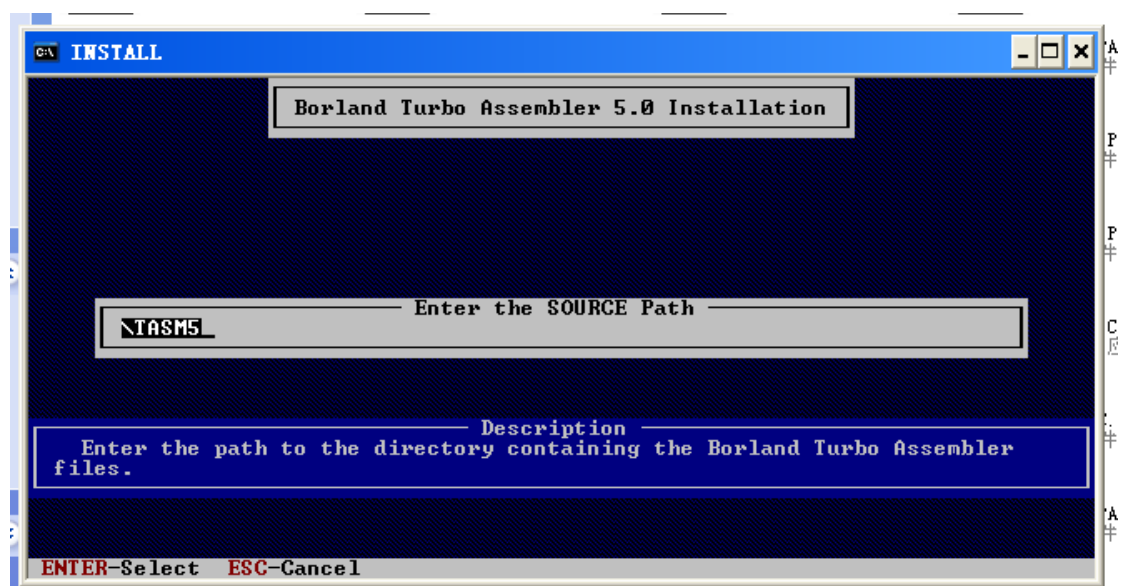 INSTALL
Borland Turbo Assembler 5.0 Installation
Enter the SOURCE Path
\TASM5_
Description
Enter the path to the directory containing the Borland Turbo Assembler
files.
ENTER-Select ESC-Cancel